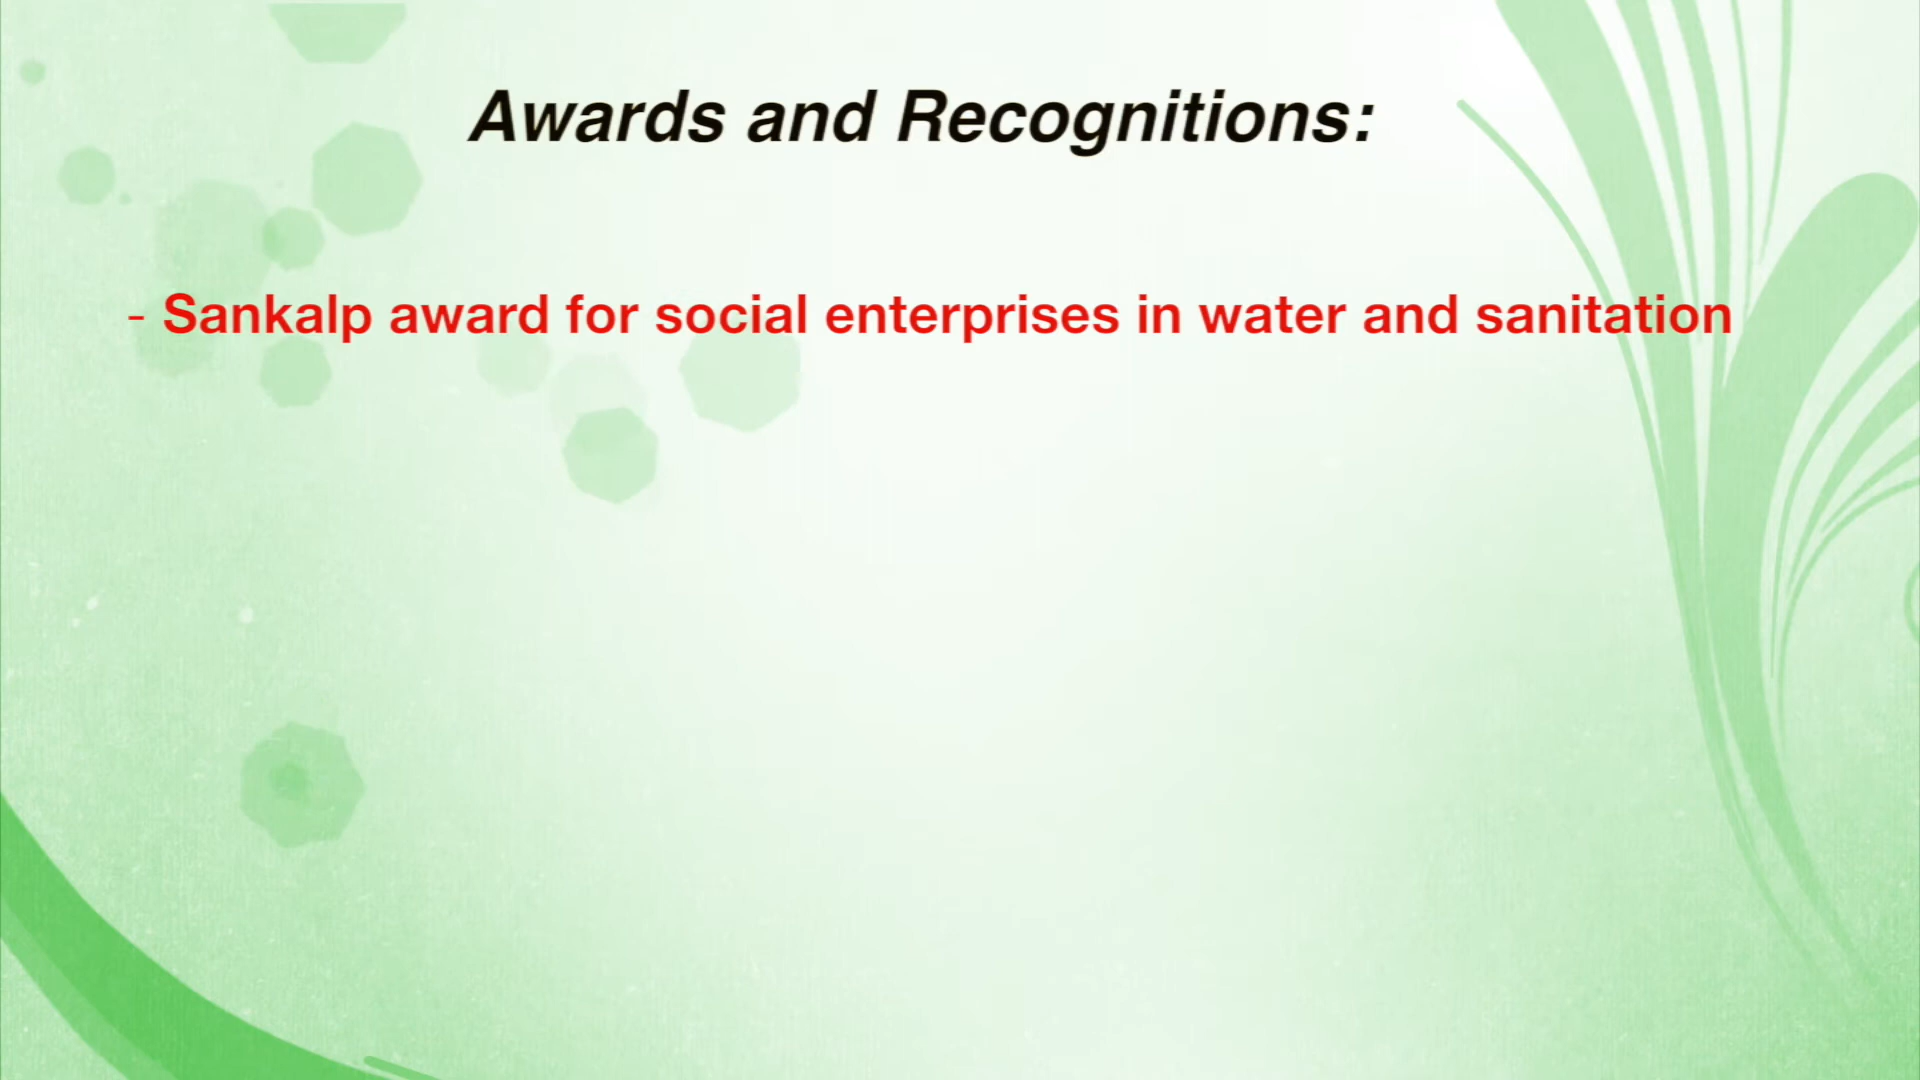 Awards and Recognitions:
- Sankalp award for social enterprises in water and sanitation